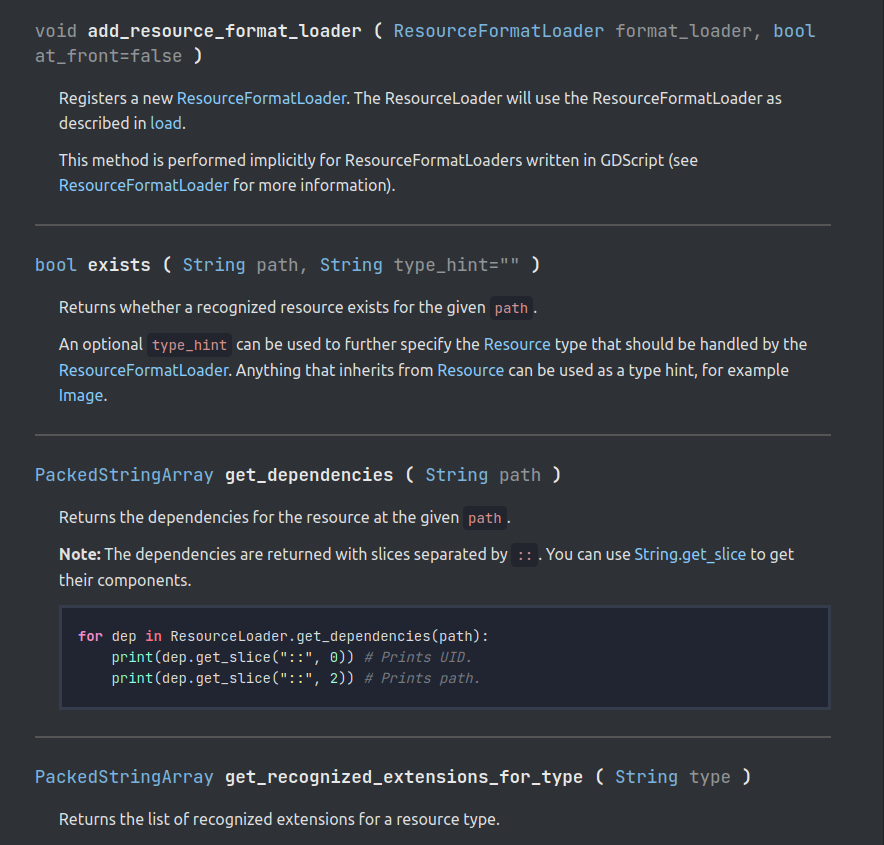 void add_resource_format_loader ( ResourceFormatLoader format_loader, bool
at_front=false )
Registers a new ResourceFormatLoader. The ResourceLoader will use the ResourceFormatLoader as
described in load.
This method is performed implicitly for ResourceFormatLoaders written in GDScript (see
ResourceFormatLoader for more information).
bool exists ( String path, String type_hint="" )
Returns whether a recognized resource exists for the given path.
An optional type_hint can be used to further specify the Resource type that should be handled by the
ResourceFormatLoader. Anything that inherits from Resource can be used as a type hint, for example
Image.
PackedStringArray get_dependencies ( String path )
Returns the dependencies for the resource at the given path.
Note: The dependencies are returned with slices separated by ::. You can use String.get_slice to get
their components.
for dep in ResourceLoader.get_dependencies(path):
    print(dep.get_slice("::", 0)) # Prints UID.
    print(dep.get_slice("::", 2)) # Prints path.
PackedStringArray get_recognized_extensions_for_type ( String type )
Returns the list of recognized extensions for a resource type.